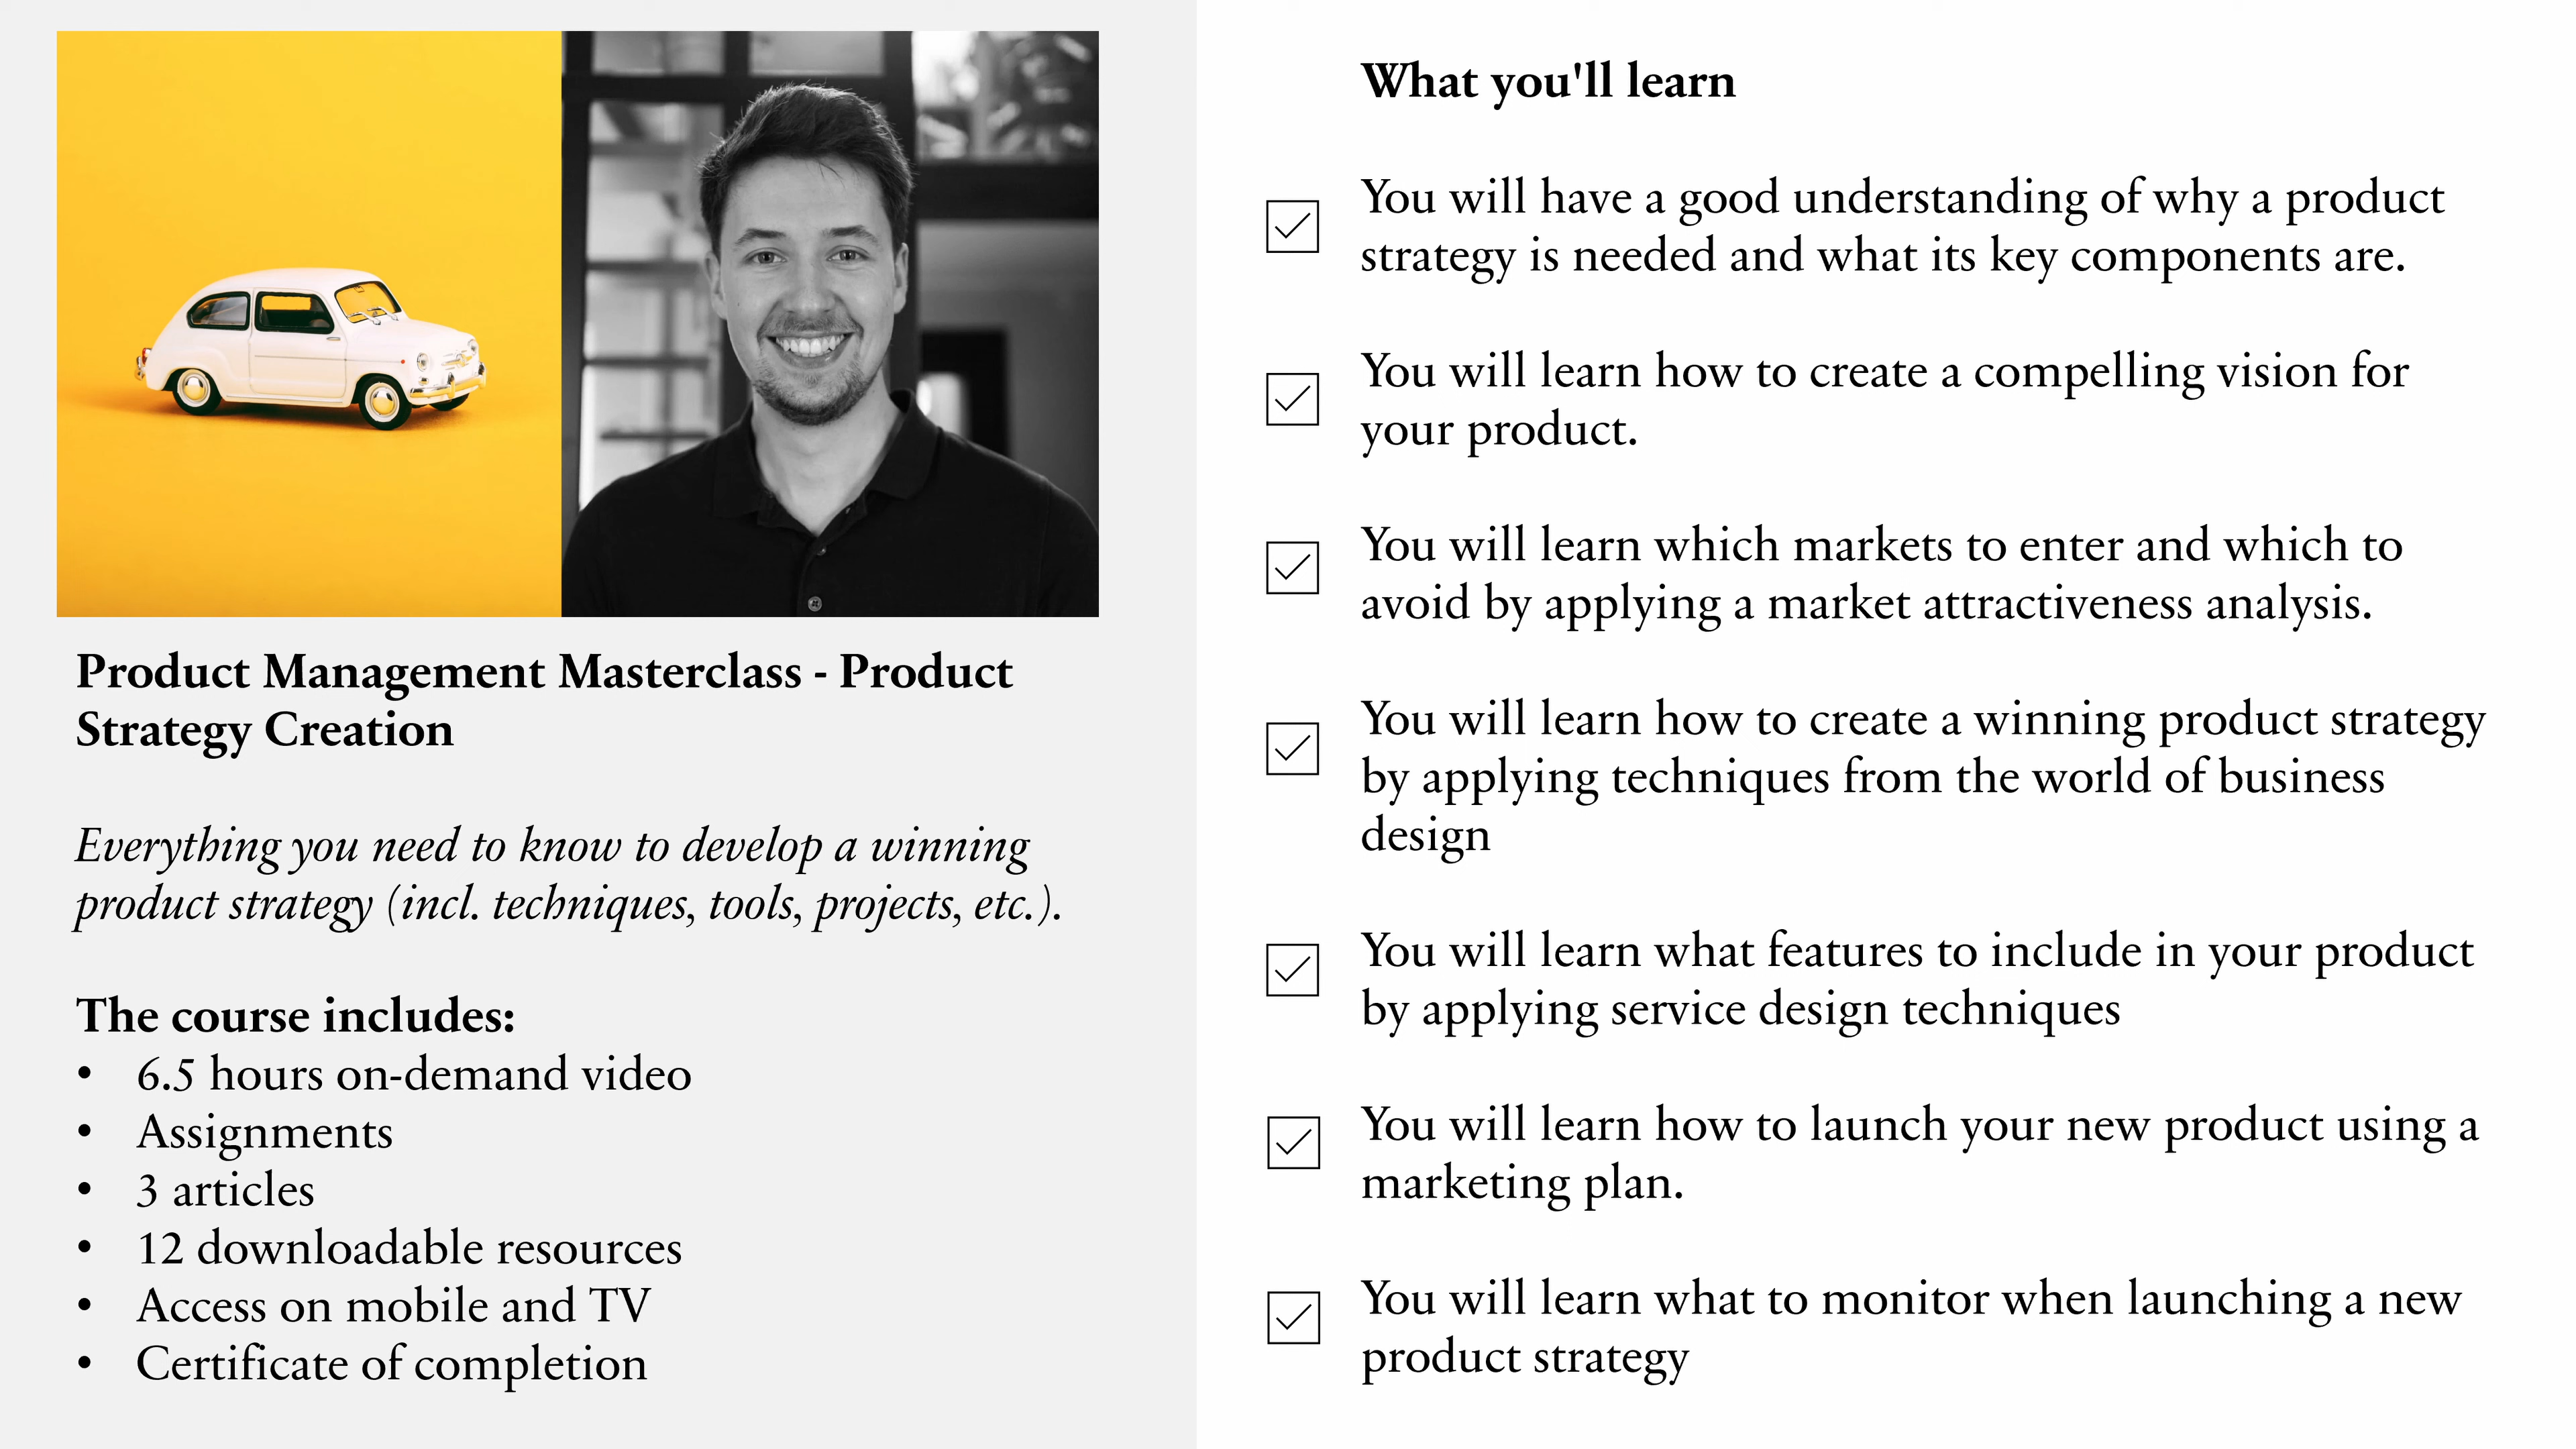 Product Management Masterclass - Product
Strategy Creation
Everything you need to know to develop a winning
product strategy (incl. techniques, tools, projects, etc.).
The course includes:
• 6.5 hours on-demand video
• Assignments
• 3 articles
• 12 downloadable resources
• Access on mobile and TV
• Certificate of completion
What you'll learn
You will have a good understanding of why a product
strategy is needed and what its key components are.
You will learn how to create a compelling vision for
your product.
You will learn which markets to enter and which to
avoid by applying a market attractiveness analysis.
You will learn how to create a winning product strategy
by applying techniques from the world of business
design
You will learn what features to include in your product
by applying service design techniques
You will learn how to launch your new product using a
marketing plan.
You will learn what to monitor when launching a new
product strategy